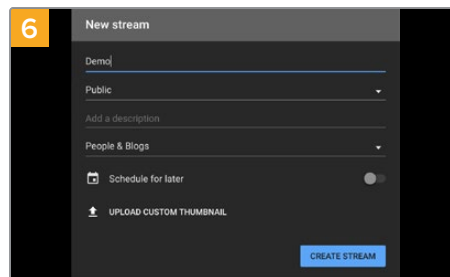 6
New stream
Demo
Public
Add a description
People & Blogs
Schedule for later
UPLOAD CUSTOM THUMBNAIL
CREATE STREAM